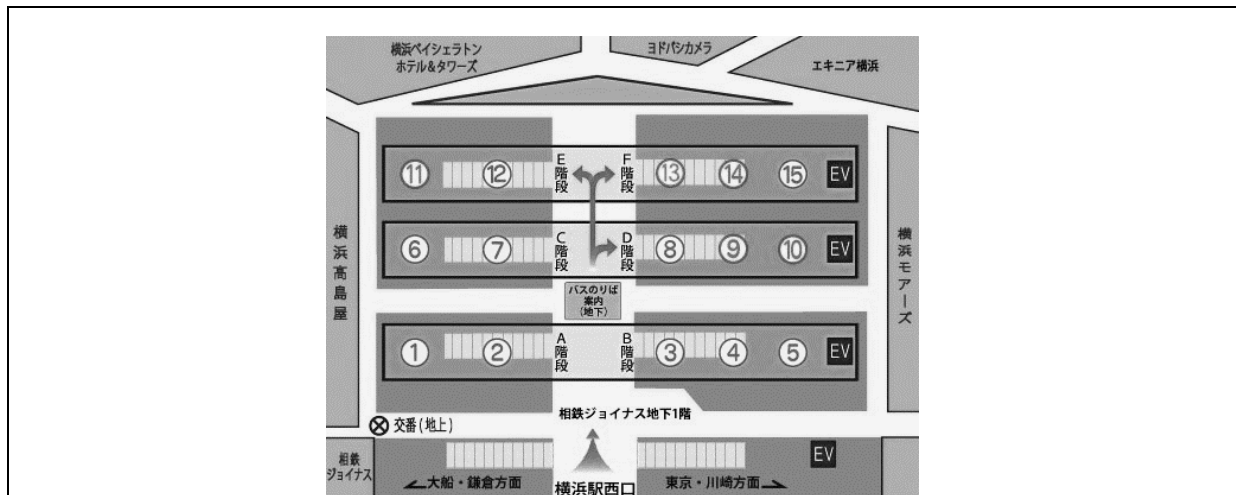 横浜ベイシェラトン
ホテル&タワーズ
ヨドバシカメラ
エキニア横浜
⑪ ⑫ E階段 F階段 ⑬ ⑭ ⑮ EV
横浜高島屋
⑥ ⑦ C階段 D階段 ⑧ ⑨ ⑩ EV
横浜モアーズ
バスのりば
案内
(地下)
① ② A階段 B階段 ③ ④ ⑤ EV
相鉄ジョイナス地下1階
交番(地上)
相鉄
ジョイナス
EV
大船・鎌倉方面
横浜駅西口
東京・川崎方面